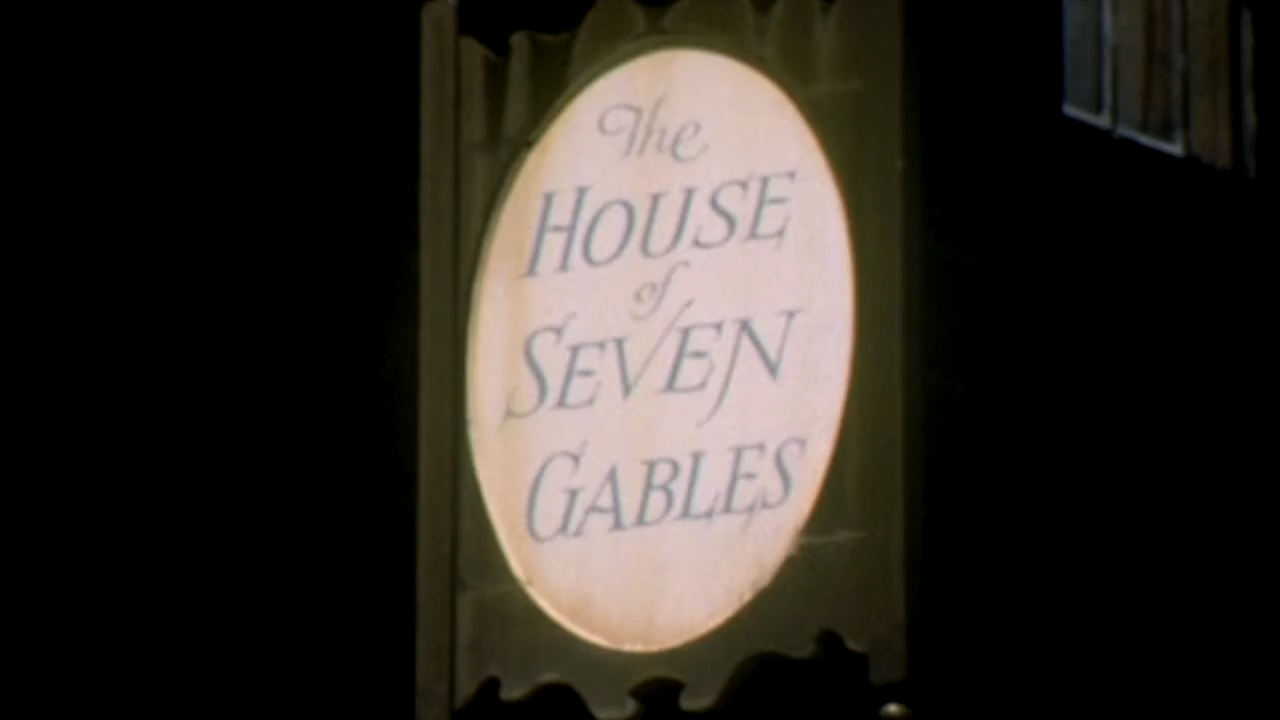 The
HOUSE
of
SEVEN
GABLES